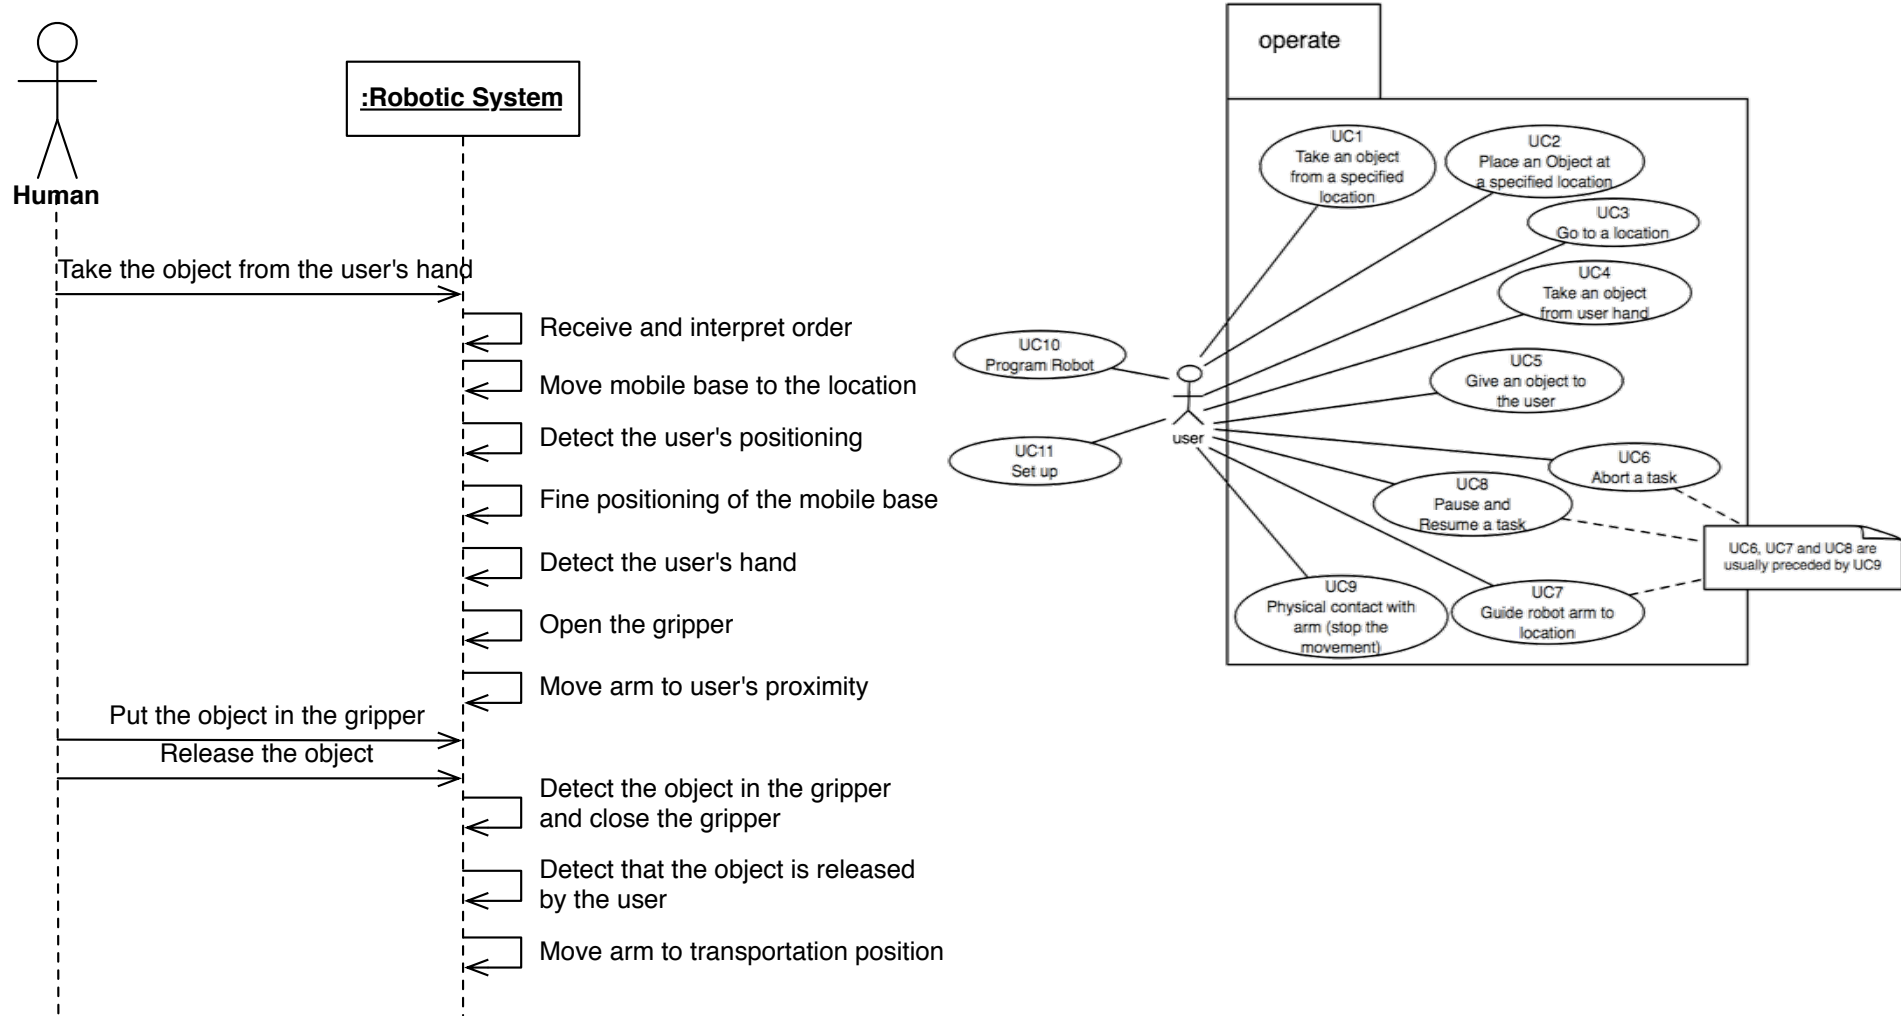 Human
:Robotic System
Take the object from the user's hand
Receive and interpret order
Move mobile base to the location
Detect the user's positioning
Fine positioning of the mobile base
Detect the user's hand
Open the gripper
Move arm to user's proximity
Put the object in the gripper
Release the object
Detect the object in the gripper
and close the gripper
Detect that the object is released
by the user
Move arm to transportation position
operate
UC1
Take an object
from a specified
location
UC2
Place an Object at
a specified location
UC3
Go to a location
UC4
Take an object
from user hand
UC10
Program Robot
UC5
Give an object to
the user
user
UC11
Set up
UC6
Abort a task
UC8
Pause and
Resume a task
UC6, UC7 and UC8 are
usually preceded by UC9
UC9
Physical contact with
arm (stop the
movement)
UC7
Guide robot arm to
location